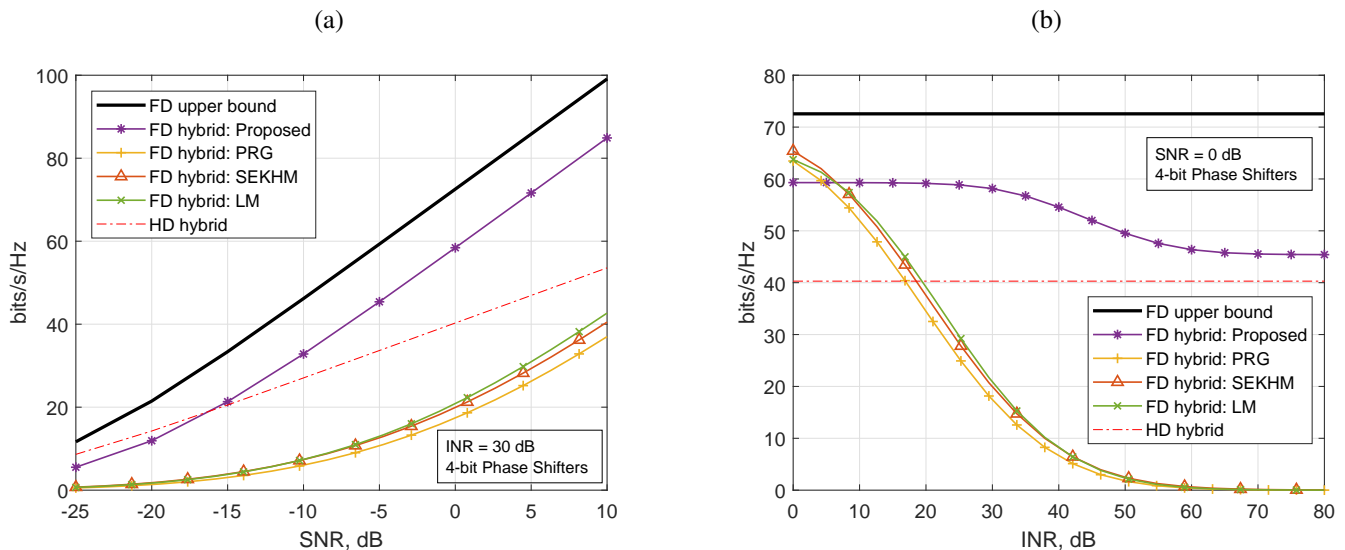 (a)
100
80
60
40
20
0
bits/s/Hz
FD upper bound
FD hybrid: Proposed
FD hybrid: PRG
FD hybrid: SEKHM
FD hybrid: LM
HD hybrid
INR = 30 dB
4-bit Phase Shifters
-25 -20 -15 -10 -5 0 5 10
SNR, dB
(b)
80
70
60
50
40
30
20
10
0
bits/s/Hz
SNR = 0 dB
4-bit Phase Shifters
FD upper bound
FD hybrid: Proposed
FD hybrid: PRG
FD hybrid: SEKHM
FD hybrid: LM
HD hybrid
0 10 20 30 40 50 60 70 80
INR, dB